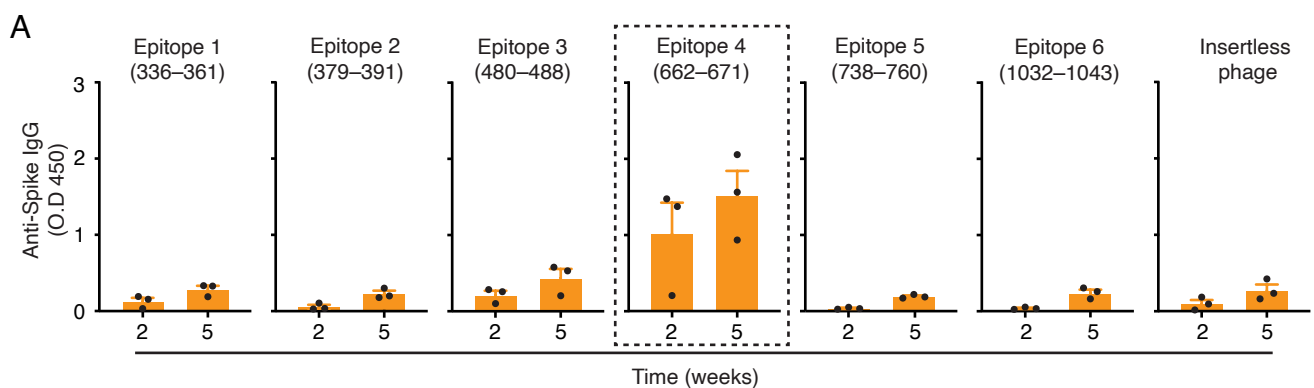 A
Epitope 1
(336–361)
Epitope 2
(379–391)
Epitope 3
(480–488)
Epitope 4
(662–671)
Epitope 5
(738–760)
Epitope 6
(1032–1043)
Insertless
phage
Anti-Spike IgG
(O.D 450)
3
2
1
0
2 5
2 5
2 5
2 5
2 5
2 5
2 5
Time (weeks)